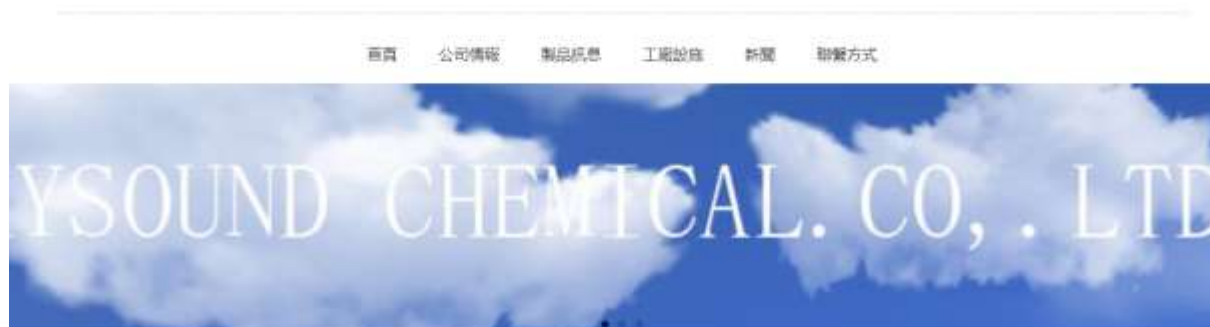 首頁 公司情報 製品訊息 工廠設施 新聞 聯繫方式
YSOUND CHEMICAL. CO, . LTD